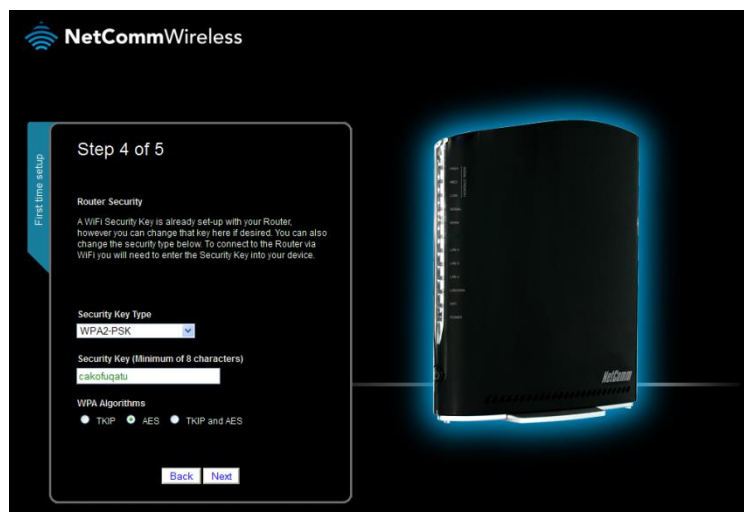 NetCommWireless
First time setup
Step 4 of 5
Router Security
A WiFi Security Key is already set-up with your Router,
however you can change that key here if desired. You can also
change the security type below. To connect to the Router via
WiFi you will need to enter the Security Key into your device.
Security Key Type
WPA2-PSK
Security Key (Minimum of 8 characters)
cakofuqatu
WPA Algorithms
TKIP AES TKIP and AES
Back Next
NetComm